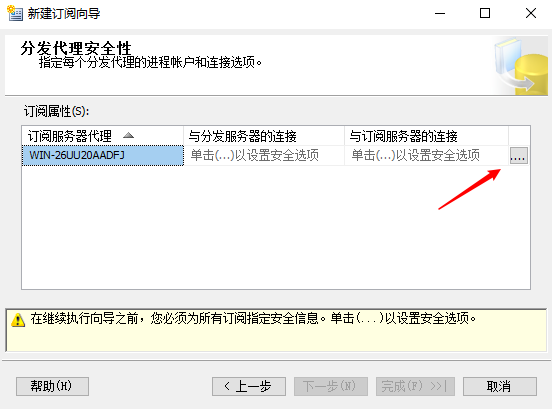 新建订阅向导
分发代理安全性
指定每个分发代理的进程帐户和连接选项。
订阅属性(S):
订阅服务器代理 与分发服务器的连接 与订阅服务器的连接
WIN-26UU20AADFJ 单击(...)以设置安全选项 单击(...)以设置安全选项 ....
在继续执行向导之前，您必须为所有订阅指定安全信息。单击(...)以设置安全选项。
帮助(H) < 上一步 下一步(N) 完成(F) >>| 取消